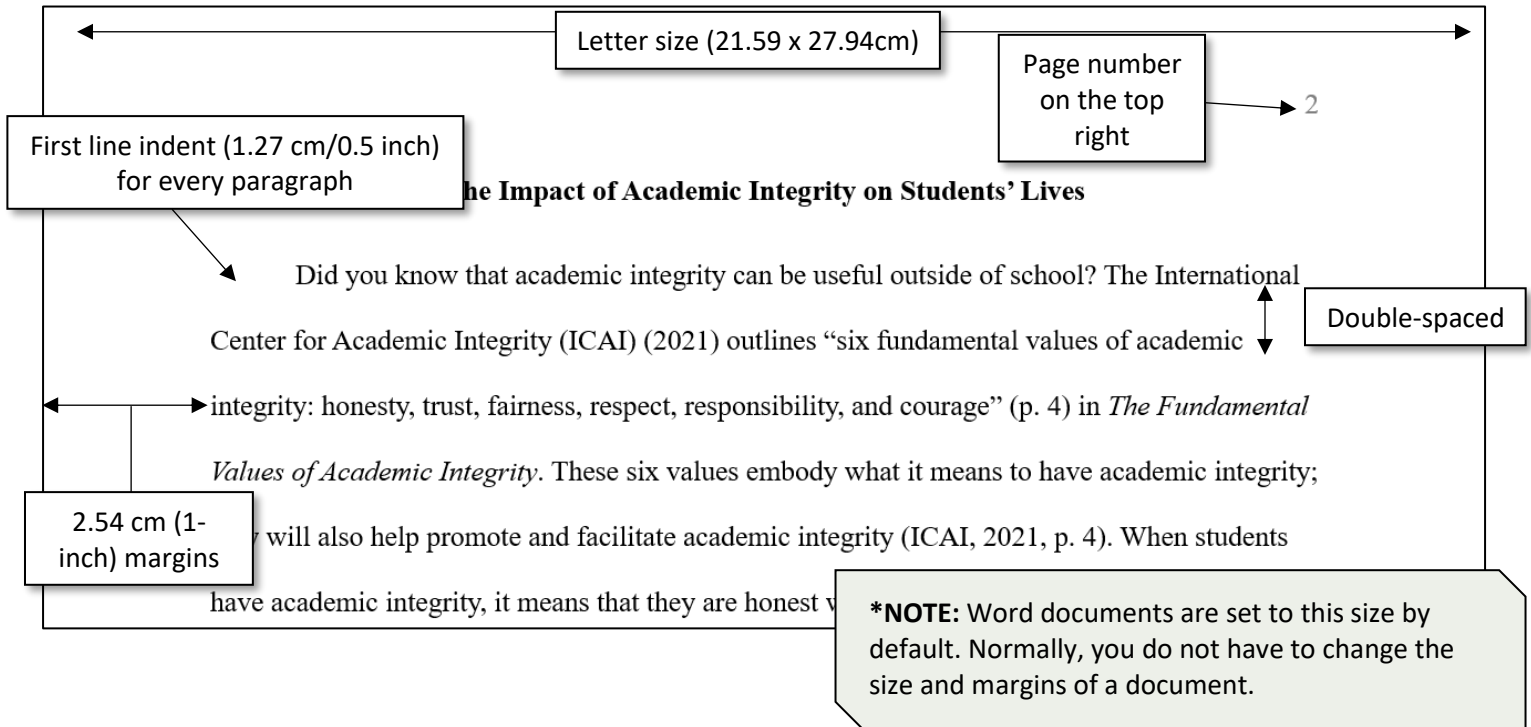 Letter size (21.59 x 27.94cm)
Page number
on the top
right
2
First line indent (1.27 cm/0.5 inch)
for every paragraph
he Impact of Academic Integrity on Students’ Lives
Did you know that academic integrity can be useful outside of school? The International
Double-spaced
Center for Academic Integrity (ICAI) (2021) outlines “six fundamental values of academic
integrity: honesty, trust, fairness, respect, responsibility, and courage” (p. 4) in The Fundamental
Values of Academic Integrity. These six values embody what it means to have academic integrity;
2.54 cm (1-
inch) margins
will also help promote and facilitate academic integrity (ICAI, 2021, p. 4). When students
have academic integrity, it means that they are honest
*NOTE: Word documents are set to this size by
default. Normally, you do not have to change the
size and margins of a document.